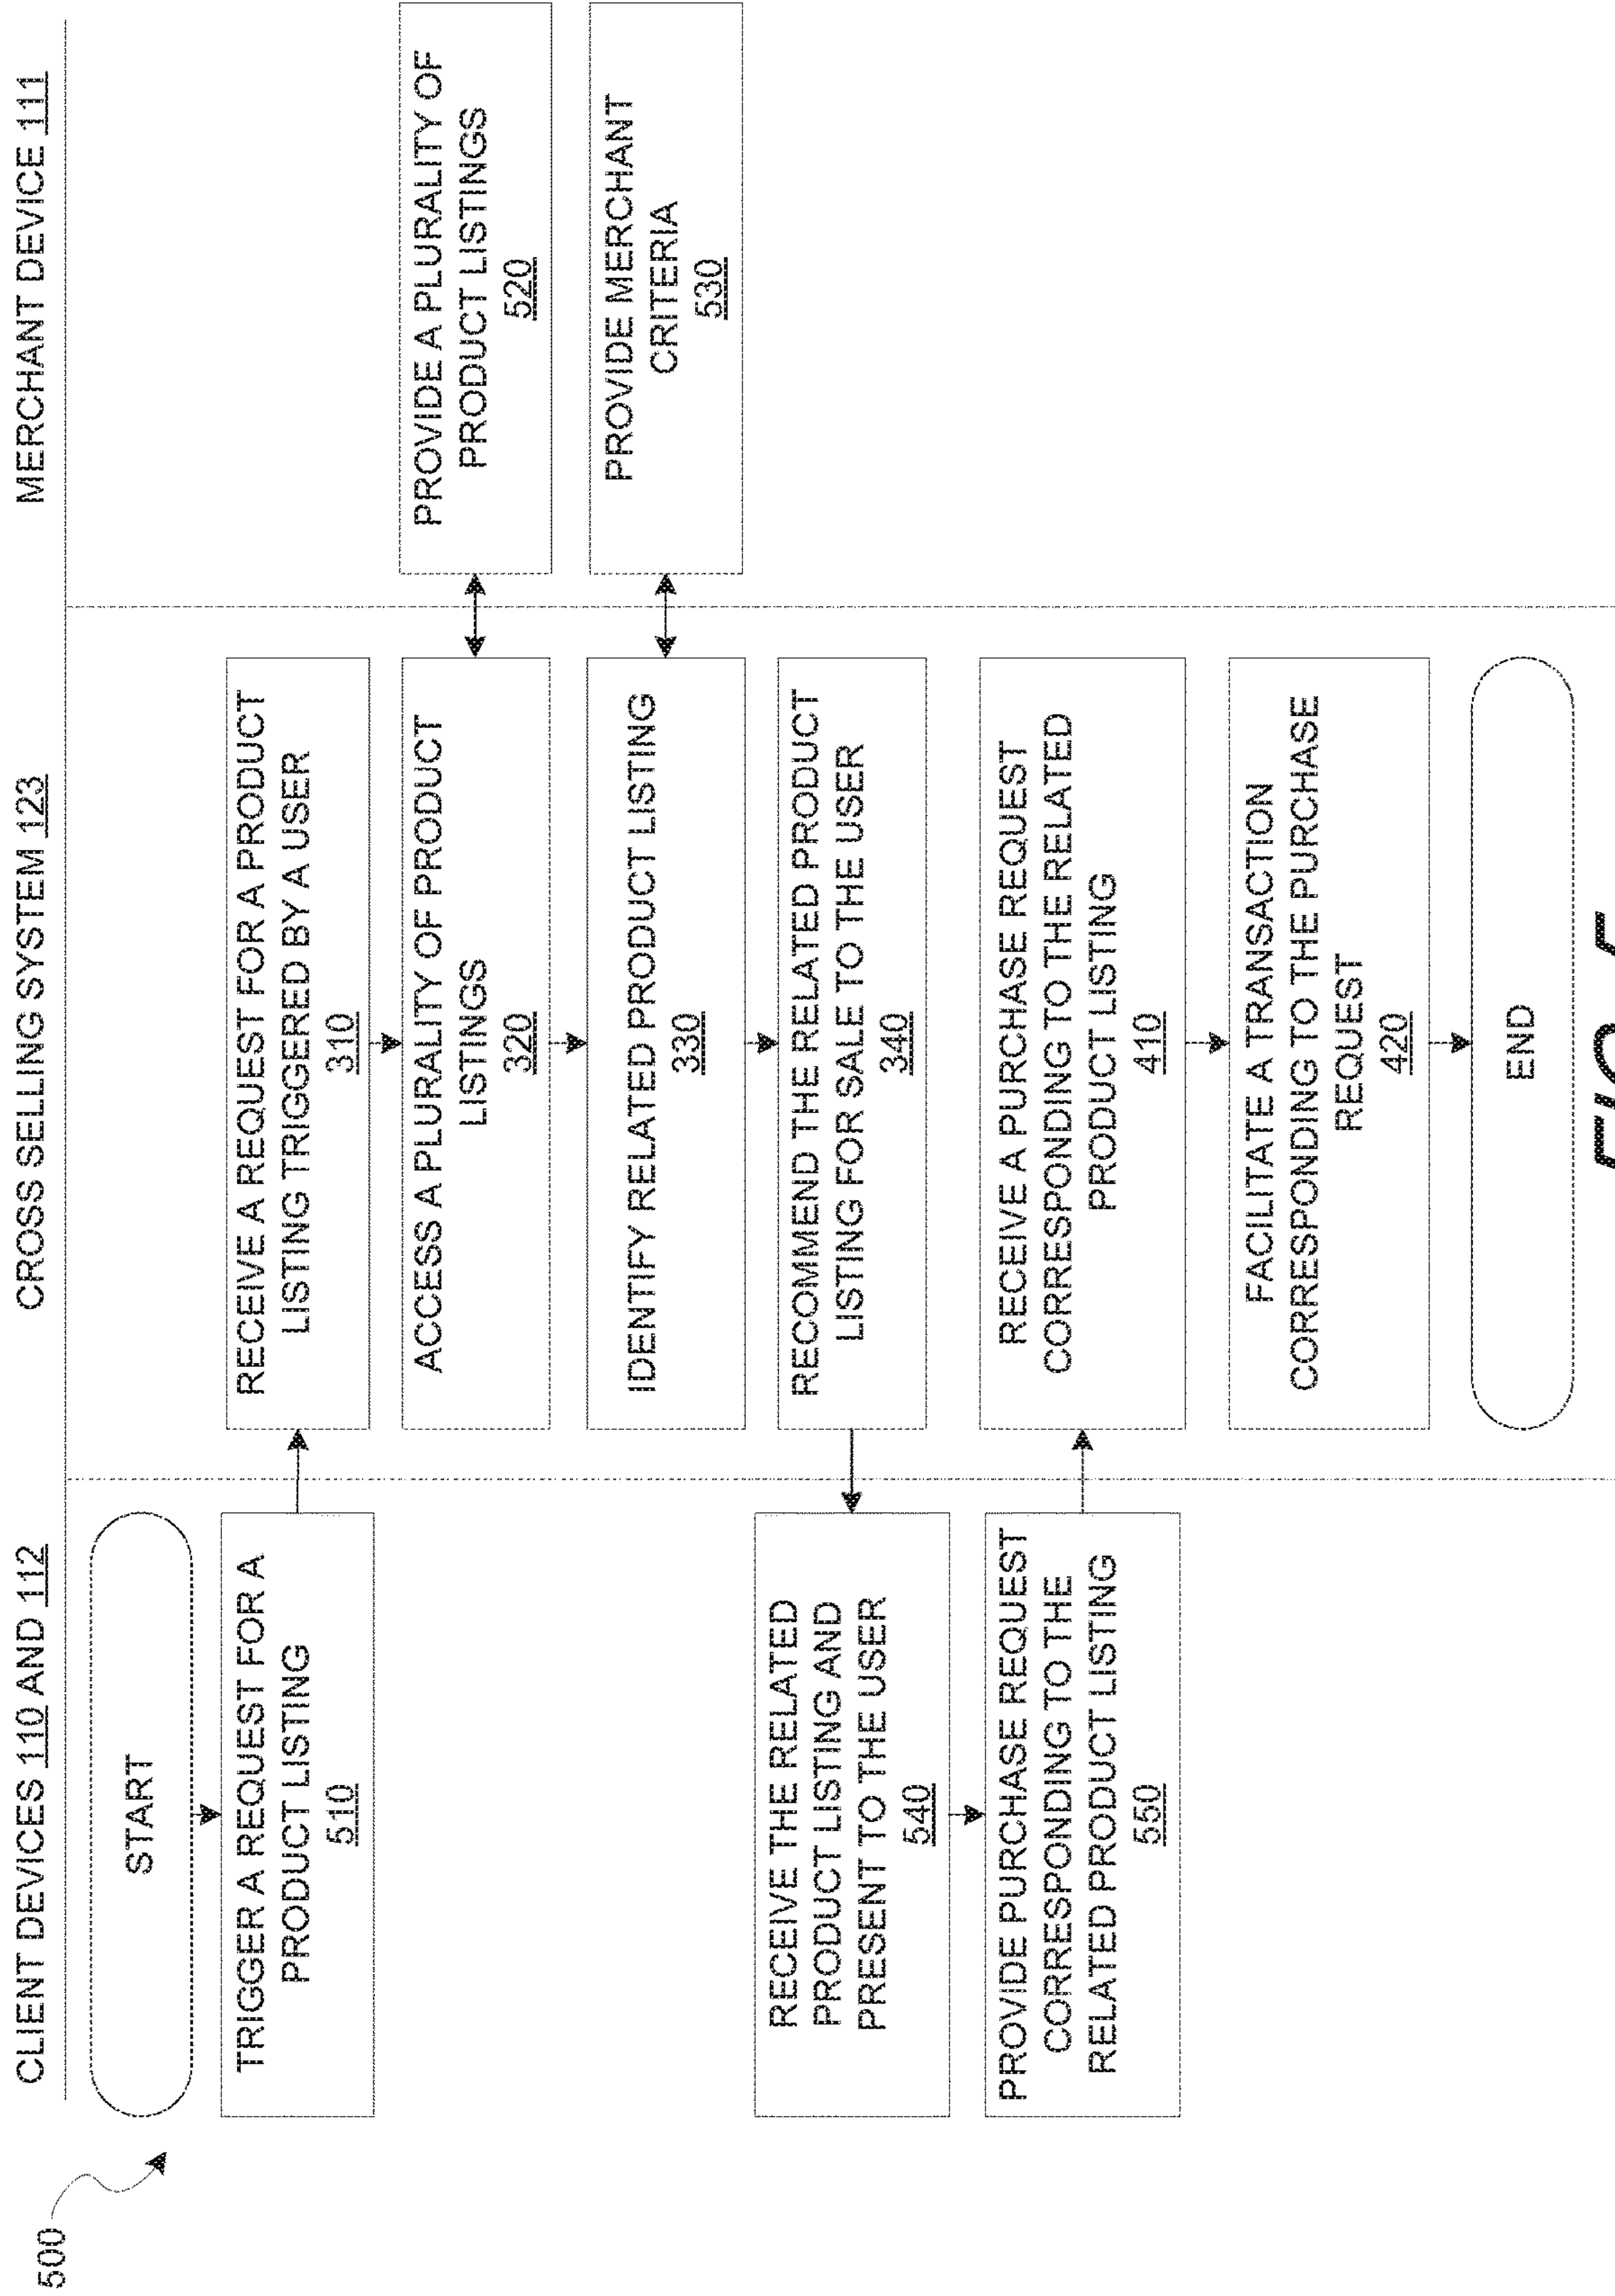 500
CLIENT DEVICES 110 AND 112
CROSS SELLING SYSTEM 123
MERCHANT DEVICE 111
START
TRIGGER A REQUEST FOR A
PRODUCT LISTING
510
RECEIVE A REQUEST FOR A PRODUCT
LISTING TRIGGERED BY A USER
310
ACCESS A PLURALITY OF PRODUCT
LISTINGS
320
PROVIDE A PLURALITY OF
PRODUCT LISTINGS
520
IDENTIFY RELATED PRODUCT LISTING
330
PROVIDE MERCHANT
CRITERIA
530
RECOMMEND THE RELATED PRODUCT
LISTING FOR SALE TO THE USER
340
RECEIVE THE RELATED
PRODUCT LISTING AND
PRESENT TO THE USER
540
PROVIDE PURCHASE REQUEST
CORRESPONDING TO THE
RELATED PRODUCT LISTING
550
RECEIVE A PURCHASE REQUEST
CORRESPONDING TO THE RELATED
PRODUCT LISTING
410
FACILITATE A TRANSACTION
CORRESPONDING TO THE PURCHASE
REQUEST
420
END